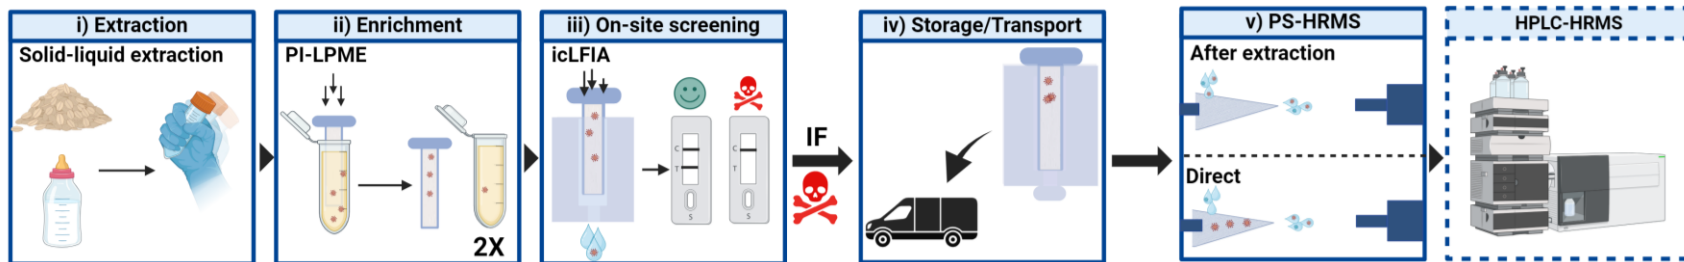 i) Extraction
Solid-liquid extraction
ii) Enrichment
PI-LPME
2X
iii) On-site screening
icLFIA
C
T
S
C
T
S
IF
iv) Storage/Transport
v) PS-HRMS
After extraction
Direct
HPLC-HRMS